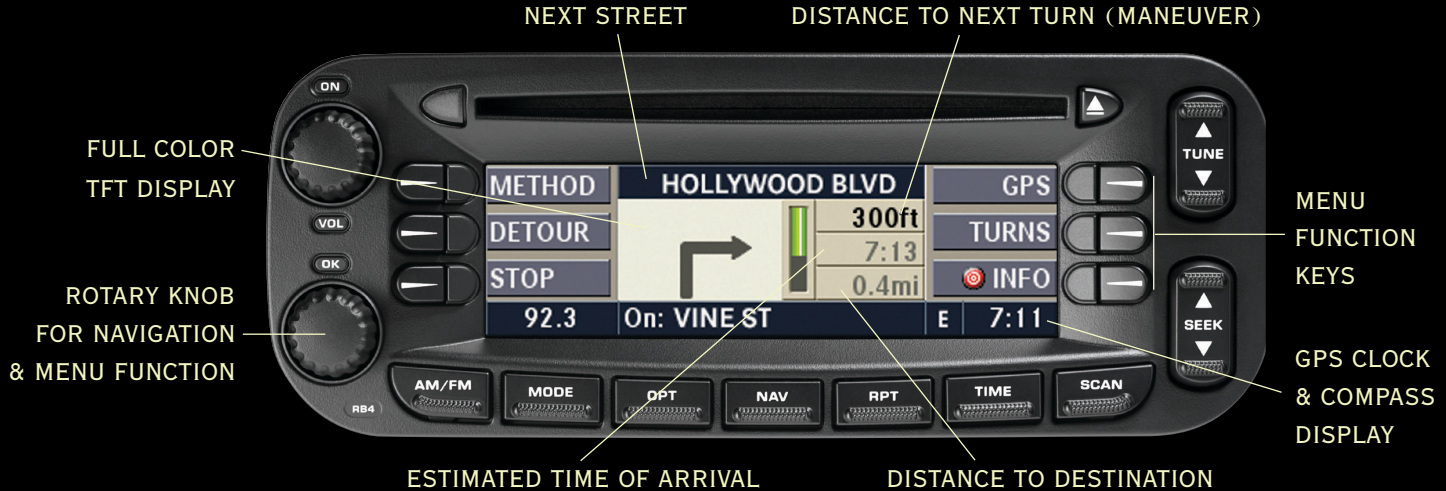 NEXT STREET
DISTANCE TO NEXT TURN (MANEUVER)
FULL COLOR
TFT DISPLAY
ROTARY KNOB
FOR NAVIGATION
& MENU FUNCTION
ON
VOL
OK
RB4
METHOD
DETOUR
STOP
HOLLYWOOD BLVD
300ft
7:13
0.4mi
GPS
TURNS
INFO
92.3
On: VINE ST
E
7:11
TUNE
SEEK
AM/FM
MODE
OPT
NAV
RPT
TIME
SCAN
MENU
FUNCTION
KEYS
GPS CLOCK
& COMPASS
DISPLAY
ESTIMATED TIME OF ARRIVAL
DISTANCE TO DESTINATION